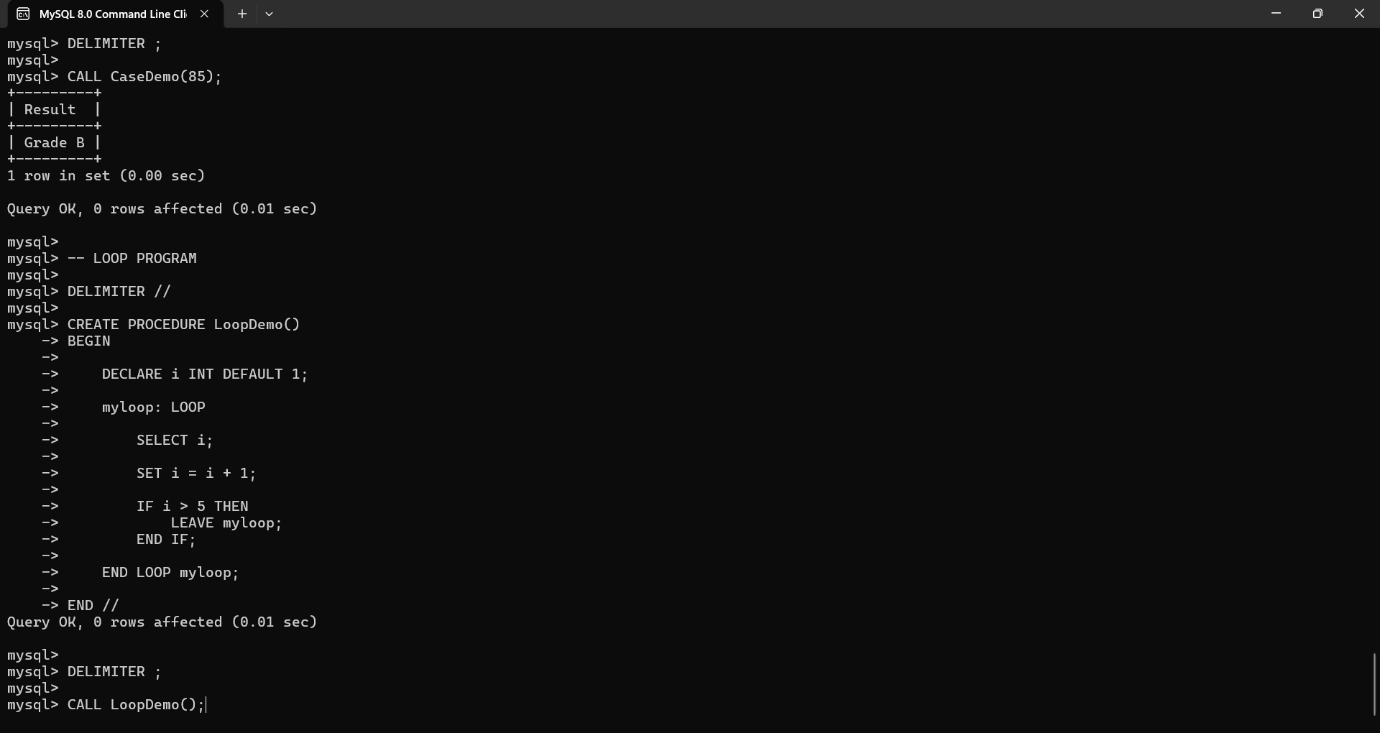 MySQL 8.0 Command Line Cli
mysql> DELIMITER ;
mysql>
mysql> CALL CaseDemo(85);
+---------+
| Result  |
+---------+
| Grade B |
+---------+
1 row in set (0.00 sec)

Query OK, 0 rows affected (0.01 sec)

mysql>
mysql> -- LOOP PROGRAM
mysql>
mysql> DELIMITER //
mysql>
mysql> CREATE PROCEDURE LoopDemo()
    -> BEGIN
    ->
    ->     DECLARE i INT DEFAULT 1;
    ->
    ->     myloop: LOOP
    ->
    ->         SELECT i;
    ->
    ->         SET i = i + 1;
    ->
    ->         IF i > 5 THEN
    ->             LEAVE myloop;
    ->         END IF;
    ->
    ->     END LOOP myloop;
    ->
    -> END //
Query OK, 0 rows affected (0.01 sec)

mysql>
mysql> DELIMITER ;
mysql>
mysql> CALL LoopDemo();